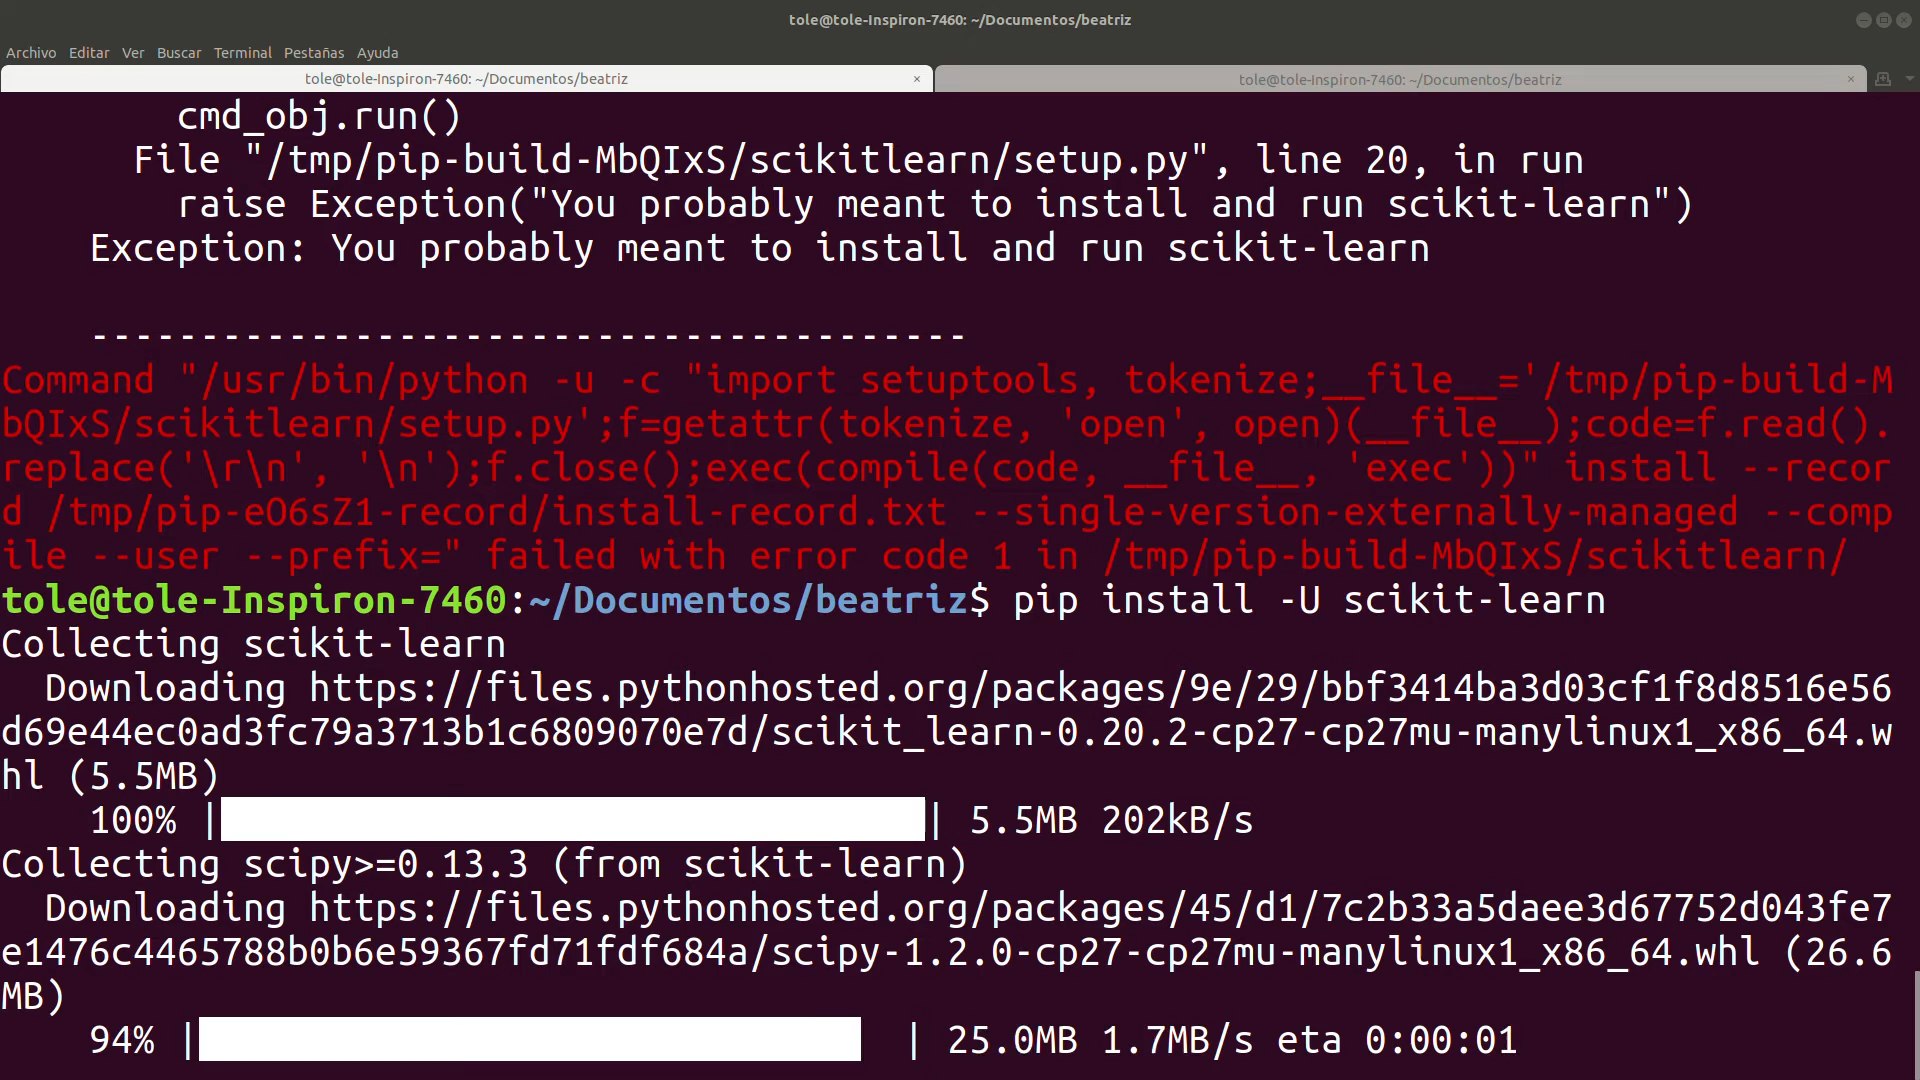 tole@tole-Inspiron-7460: ~/Documentos/beatriz
Archivo Editar Ver Buscar Terminal Pestañas Ayuda
tole@tole-Inspiron-7460: ~/Documentos/beatriz × tole@tole-Inspiron-7460: ~/Documentos/beatriz ×
        cmd_obj.run()
      File "/tmp/pip-build-MbQIxS/scikitlearn/setup.py", line 20, in run
        raise Exception("You probably meant to install and run scikit-learn")
    Exception: You probably meant to install and run scikit-learn
    ----------------------------------------
Command "/usr/bin/python -u -c "import setuptools, tokenize;__file__='/tmp/pip-build-M
bQIxS/scikitlearn/setup.py';f=getattr(tokenize, 'open', open)(__file__);code=f.read().
replace('\r\n', '\n');f.close();exec(compile(code, __file__, 'exec'))" install --recor
d /tmp/pip-eO6sZ1-record/install-record.txt --single-version-externally-managed --comp
ile --user --prefix=" failed with error code 1 in /tmp/pip-build-MbQIxS/scikitlearn/
tole@tole-Inspiron-7460:~/Documentos/beatriz$ pip install -U scikit-learn
Collecting scikit-learn
  Downloading https://files.pythonhosted.org/packages/9e/29/bbf3414ba3d03cf1f8d8516e56
d69e44ec0ad3fc79a3713b1c6809070e7d/scikit_learn-0.20.2-cp27-cp27mu-manylinux1_x86_64.w
hl (5.5MB)
    100% | | 5.5MB 202kB/s
Collecting scipy>=0.13.3 (from scikit-learn)
  Downloading https://files.pythonhosted.org/packages/45/d1/7c2b33a5daee3d67752d043fe7
e1476c4465788b0b6e59367fd71fdf684a/scipy-1.2.0-cp27-cp27mu-manylinux1_x86_64.whl (26.6
MB)
    94% | | 25.0MB 1.7MB/s eta 0:00:01